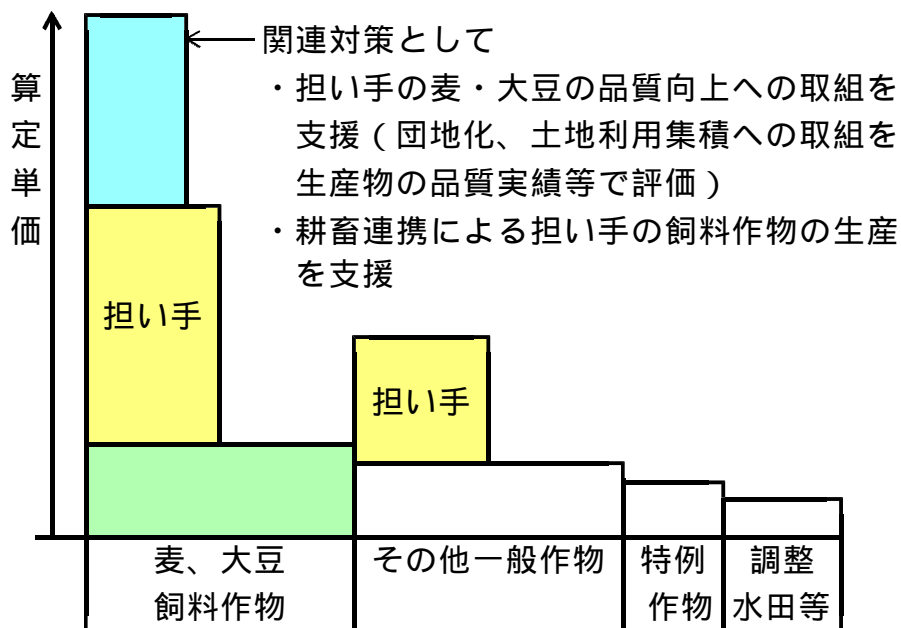 算定単価
関連対策として
・担い手の麦・大豆の品質向上への取組を
支援(団地化、土地利用集積への取組を
生産物の品質実績等で評価)
・耕畜連携による担い手の飼料作物の生産
を支援
担い手
担い手
麦、大豆
飼料作物
その他一般作物
特例
作物
調整
水田等